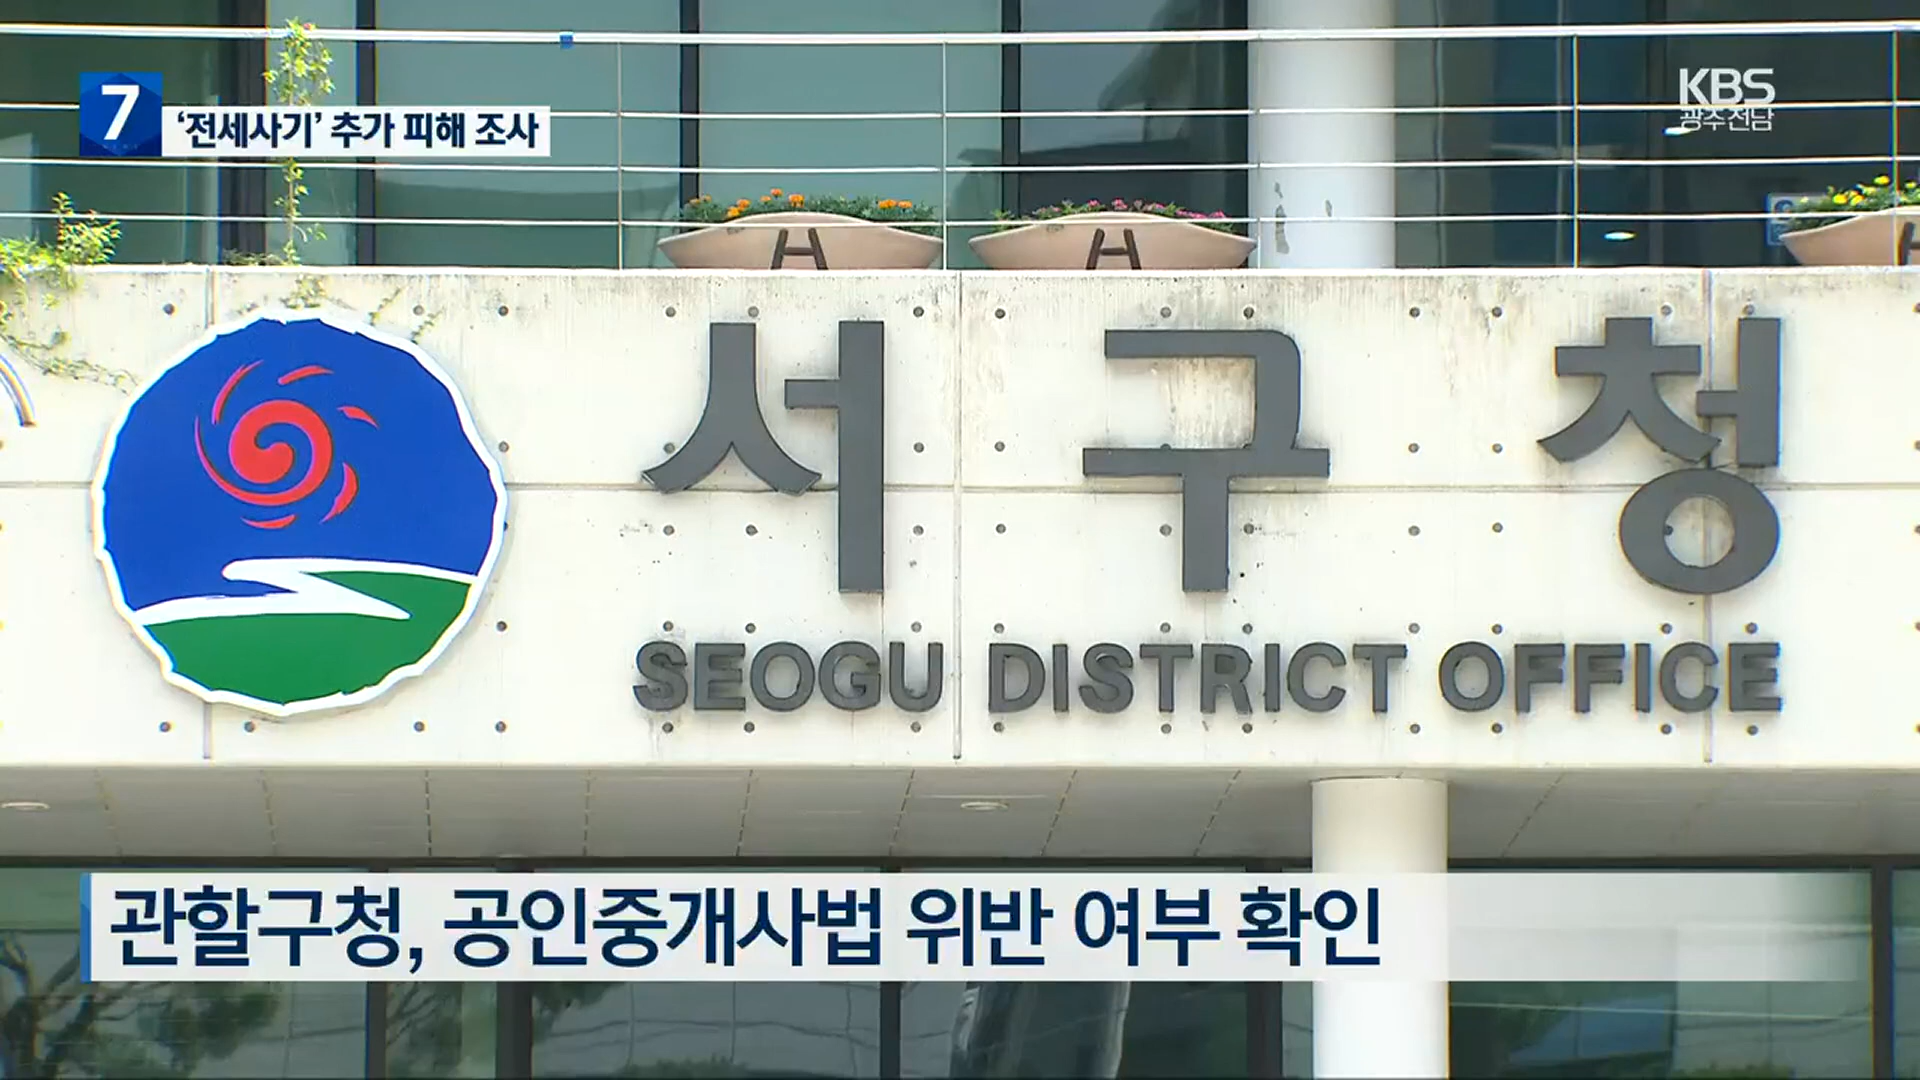 7
‘전세사기’ 추가 피해 조사
KBS
광주전남
서구청
SEOGU DISTRICT OFFICE
관할구청, 공인중개사법 위반 여부 확인